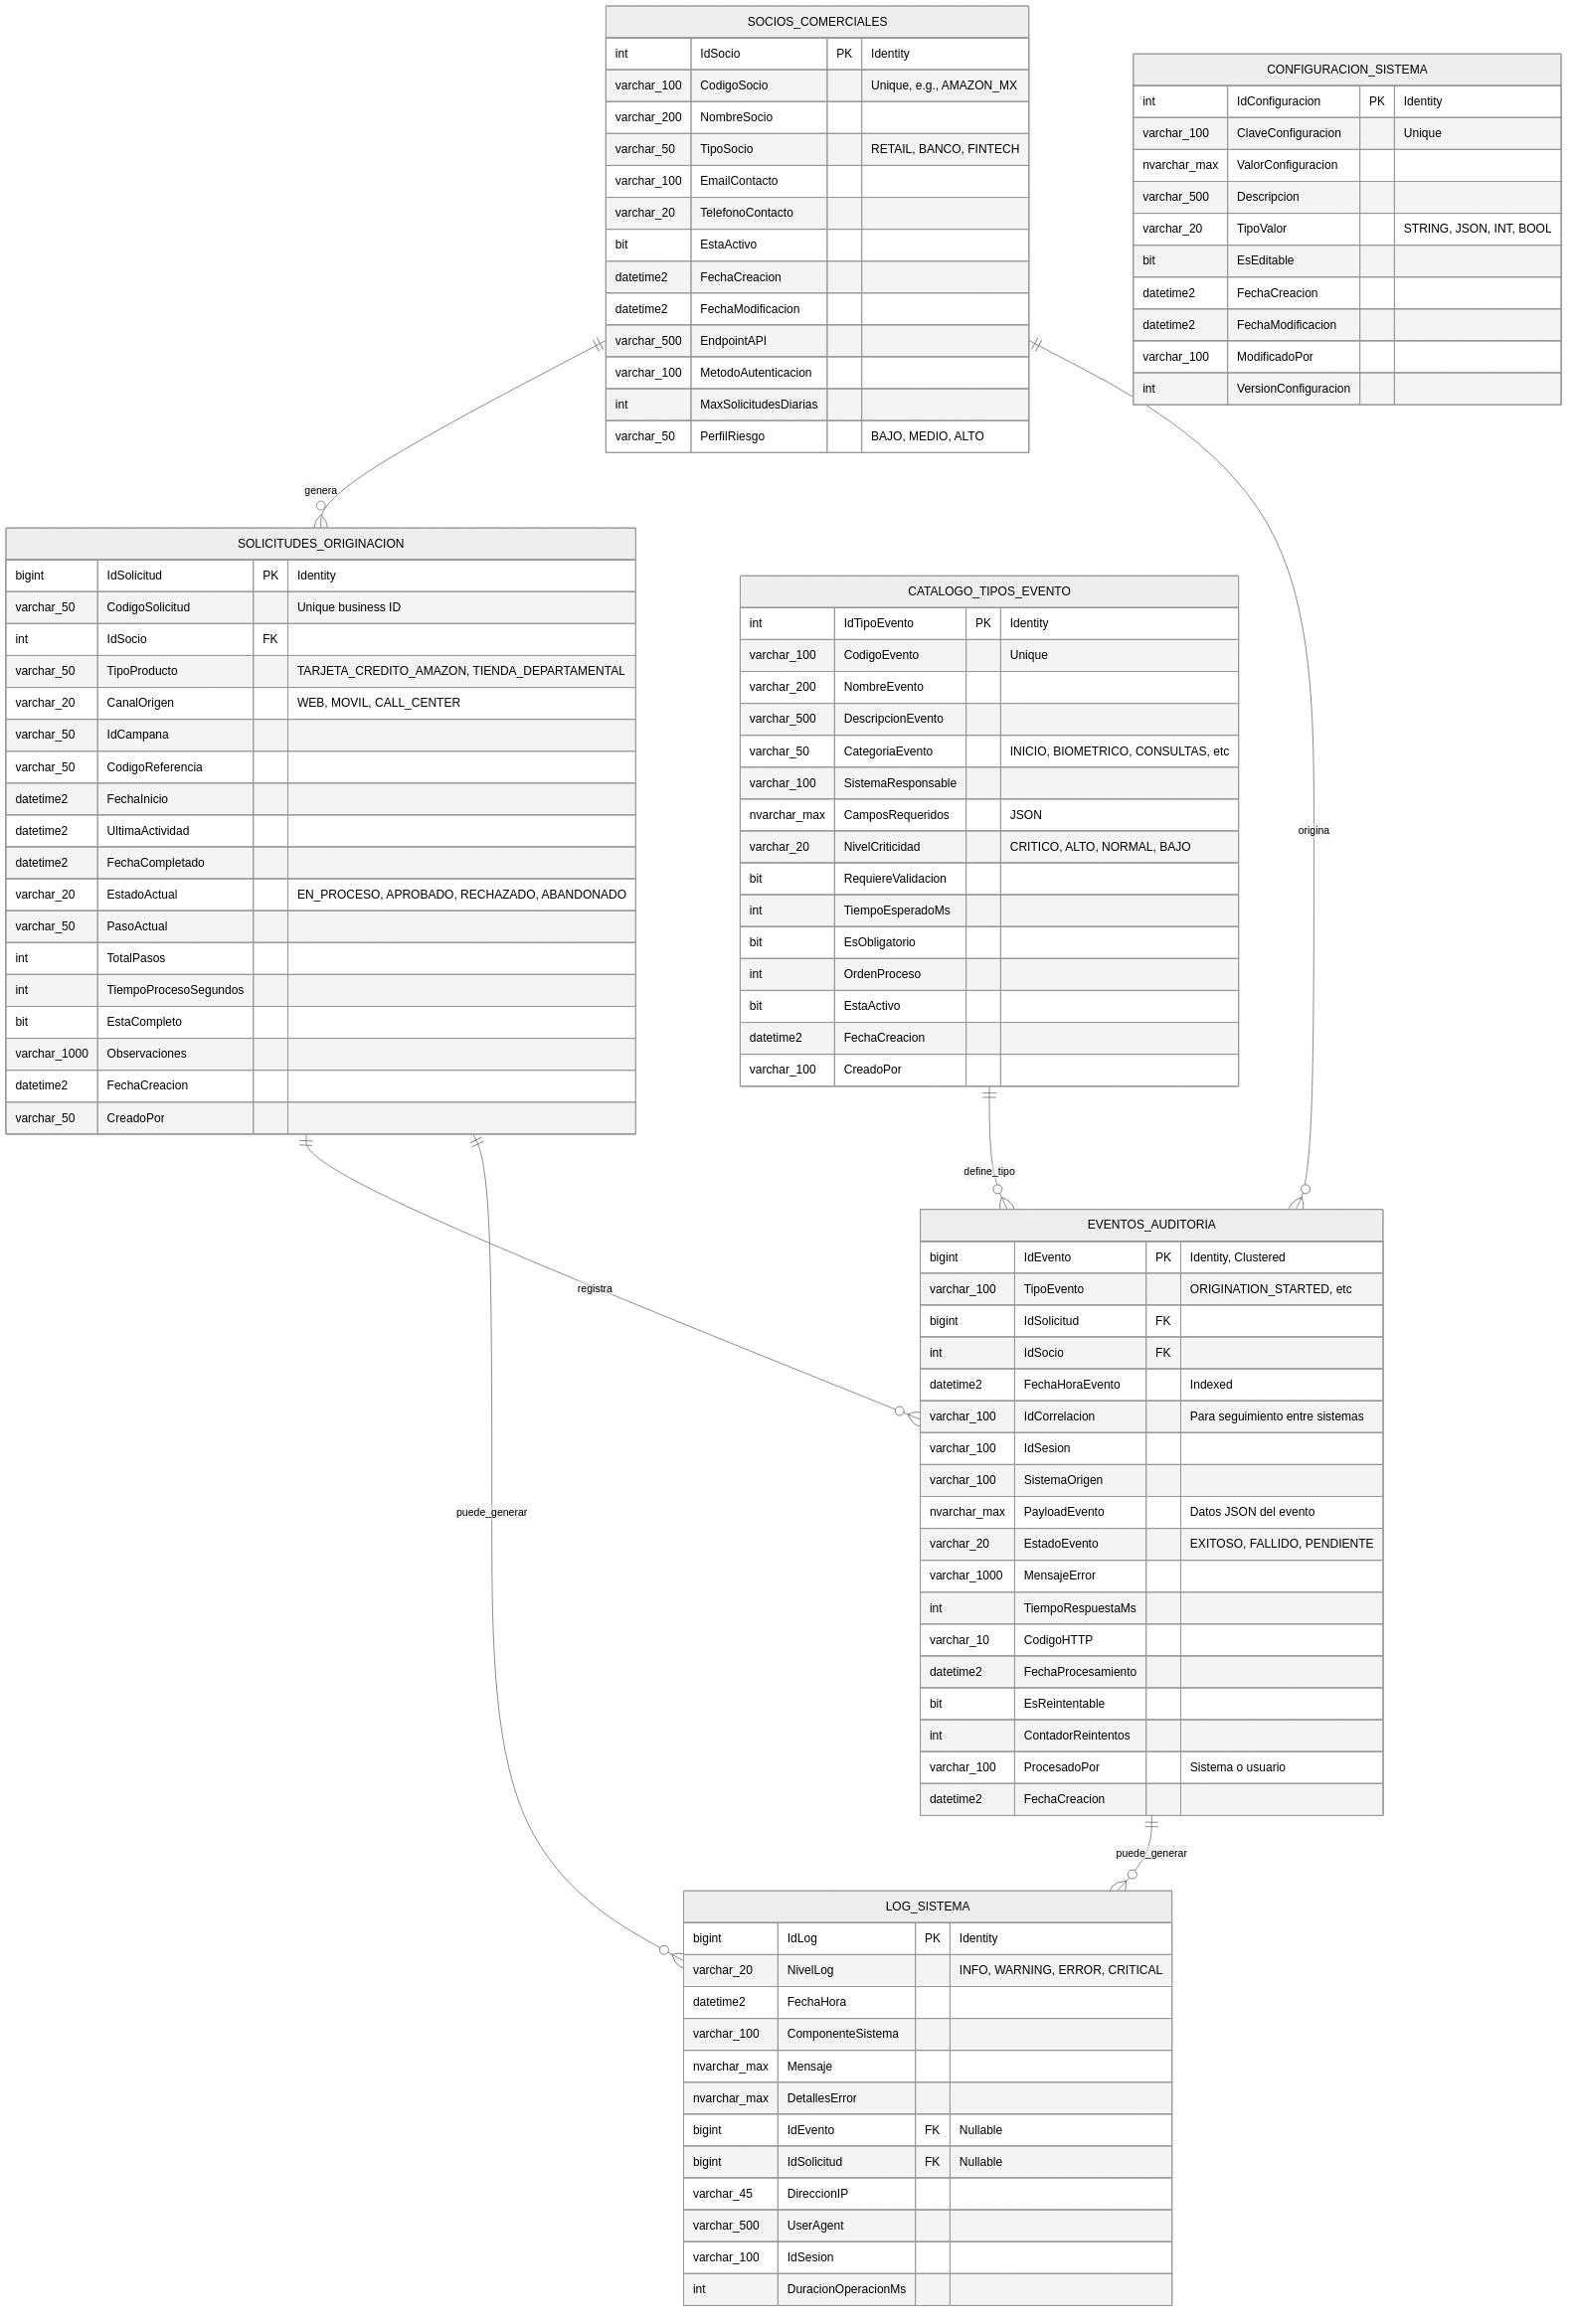 SOCIOS_COMERCIALES
int IdSocio PK Identity
varchar_100 CodigoSocio Unique, e.g., AMAZON_MX
varchar_200 NombreSocio
varchar_50 TipoSocio RETAIL, BANCO, FINTECH
varchar_100 EmailContacto
varchar_20 TelefonoContacto
bit EstaActivo
datetime2 FechaCreacion
datetime2 FechaModificacion
varchar_500 EndpointAPI
varchar_100 MetodoAutenticacion
int MaxSolicitudesDiarias
varchar_50 PerfilRiesgo BAJO, MEDIO, ALTO
CONFIGURACION_SISTEMA
int IdConfiguracion PK Identity
varchar_100 ClaveConfiguracion Unique
nvarchar_max ValorConfiguracion
varchar_500 Descripcion
varchar_20 TipoValor STRING, JSON, INT, BOOL
bit EsEditable
datetime2 FechaCreacion
datetime2 FechaModificacion
varchar_100 ModificadoPor
int VersionConfiguracion
genera
SOLICITUDES_ORIGINACION
bigint IdSolicitud PK Identity
varchar_50 CodigoSolicitud Unique business ID
int IdSocio FK
varchar_50 TipoProducto TARJETA_CREDITO_AMAZON, TIENDA_DEPARTAMENTAL
varchar_20 CanalOrigen WEB, MOVIL, CALL_CENTER
varchar_50 IdCampana
varchar_50 CodigoReferencia
datetime2 FechaInicio
datetime2 UltimaActividad
datetime2 FechaCompletado
varchar_20 EstadoActual EN_PROCESO, APROBADO, RECHAZADO, ABANDONADO
varchar_50 PasoActual
int TotalPasos
int TiempoProcesoSegundos
bit EstaCompleto
varchar_1000 Observaciones
datetime2 FechaCreacion
varchar_50 CreadoPor
CATALOGO_TIPOS_EVENTO
int IdTipoEvento PK Identity
varchar_100 CodigoEvento Unique
varchar_200 NombreEvento
varchar_500 DescripcionEvento
varchar_50 CategoriaEvento INICIO, BIOMETRICO, CONSULTAS, etc
varchar_100 SistemaResponsable
nvarchar_max CamposRequeridos JSON
varchar_20 NivelCriticidad CRITICO, ALTO, NORMAL, BAJO
bit RequiereValidacion
int TiempoEsperadoMs
bit EsObligatorio
int OrdenProceso
bit EstaActivo
datetime2 FechaCreacion
varchar_100 CreadoPor
origina
define_tipo
registra
EVENTOS_AUDITORIA
bigint IdEvento PK Identity, Clustered
varchar_100 TipoEvento ORIGINATION_STARTED, etc
bigint IdSolicitud FK
int IdSocio FK
datetime2 FechaHoraEvento Indexed
varchar_100 IdCorrelacion Para seguimiento entre sistemas
varchar_100 IdSesion
varchar_100 SistemaOrigen
nvarchar_max PayloadEvento Datos JSON del evento
varchar_20 EstadoEvento EXITOSO, FALLIDO, PENDIENTE
varchar_1000 MensajeError
int TiempoRespuestaMs
varchar_10 CodigoHTTP
datetime2 FechaProcesamiento
bit EsReintentable
int ContadorReintentos
varchar_100 ProcesadoPor Sistema o usuario
datetime2 FechaCreacion
puede_generar
puede_generar
LOG_SISTEMA
bigint IdLog PK Identity
varchar_20 NivelLog INFO, WARNING, ERROR, CRITICAL
datetime2 FechaHora
varchar_100 ComponenteSistema
nvarchar_max Mensaje
nvarchar_max DetallesError
bigint IdEvento FK Nullable
bigint IdSolicitud FK Nullable
varchar_45 DireccionIP
varchar_500 UserAgent
varchar_100 IdSesion
int DuracionOperacionMs